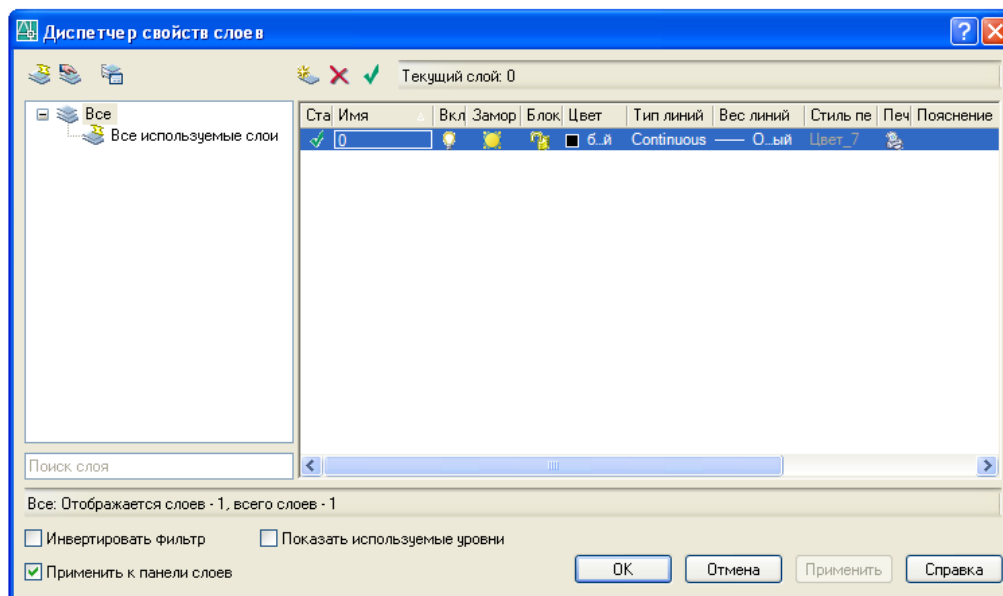 Диспетчер свойств слоев
Текущий слой: 0
Все
Все используемые слои
Ста Имя Вкл Замор Блок Цвет Тип линий Вес линий Стиль пе Печ Пояснение
0 б...й Continuous О...ый Цвет_7
Поиск слоя
Все: Отображается слоев - 1, всего слоев - 1
Инвертировать фильтр Показать используемые уровни
Применить к панели слоев
OK Отмена Применить Справка